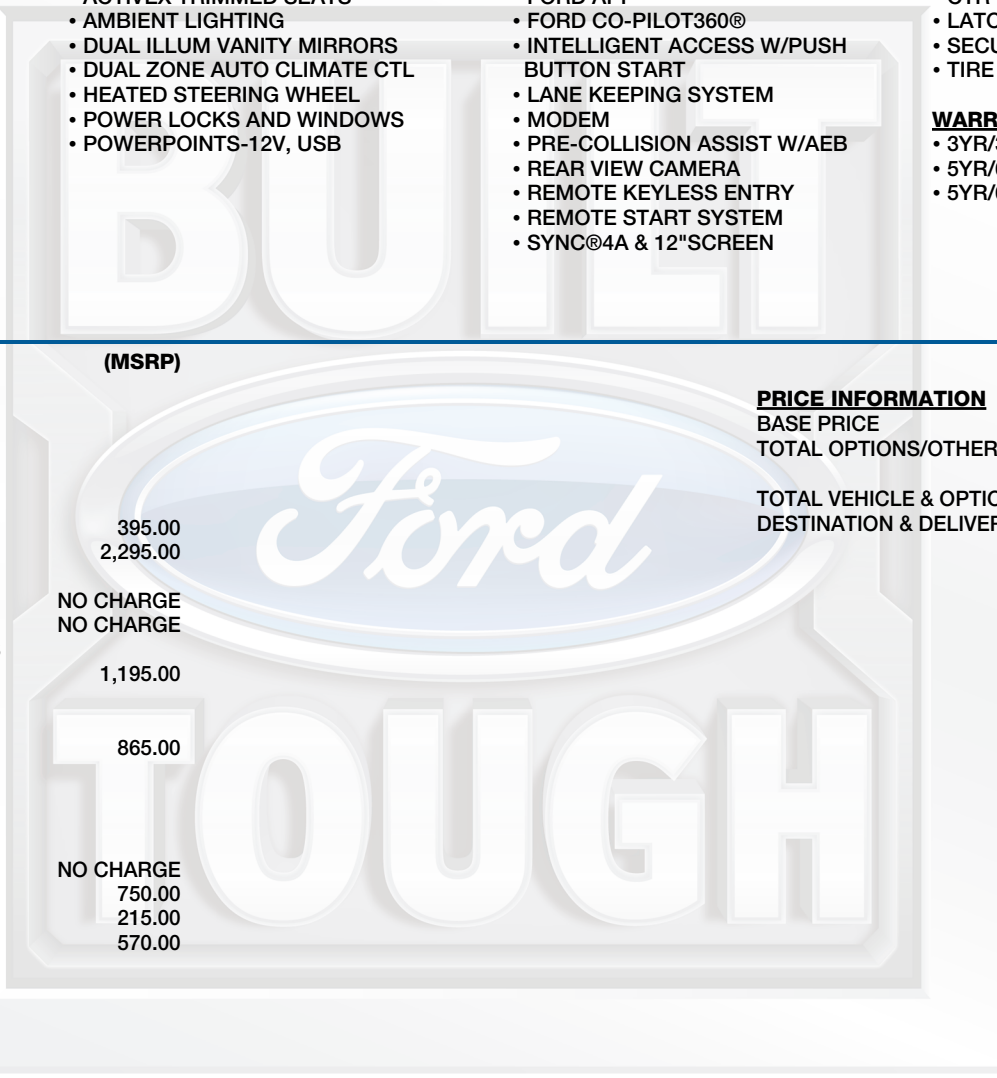 • AMBIENT LIGHTING
• DUAL ILLUM VANITY MIRRORS
• DUAL ZONE AUTO CLIMATE CTL
• HEATED STEERING WHEEL
• POWER LOCKS AND WINDOWS
• POWERPOINTS-12V, USB
• FORD CO-PILOT360®
• INTELLIGENT ACCESS W/PUSH
BUTTON START
• LANE KEEPING SYSTEM
• MODEM
• PRE-COLLISION ASSIST W/AEB
• REAR VIEW CAMERA
• REMOTE KEYLESS ENTRY
• REMOTE START SYSTEM
• SYNC®4A & 12"SCREEN
• TIRE
BUILT
(MSRP)
395.00
2,295.00
NO CHARGE
NO CHARGE
1,195.00
865.00
NO CHARGE
750.00
215.00
570.00
Ford
TOUGH
PRICE INFORMATION
BASE PRICE
TOTAL OPTIONS/OTHER
TOTAL VEHICLE &
DESTINATION &